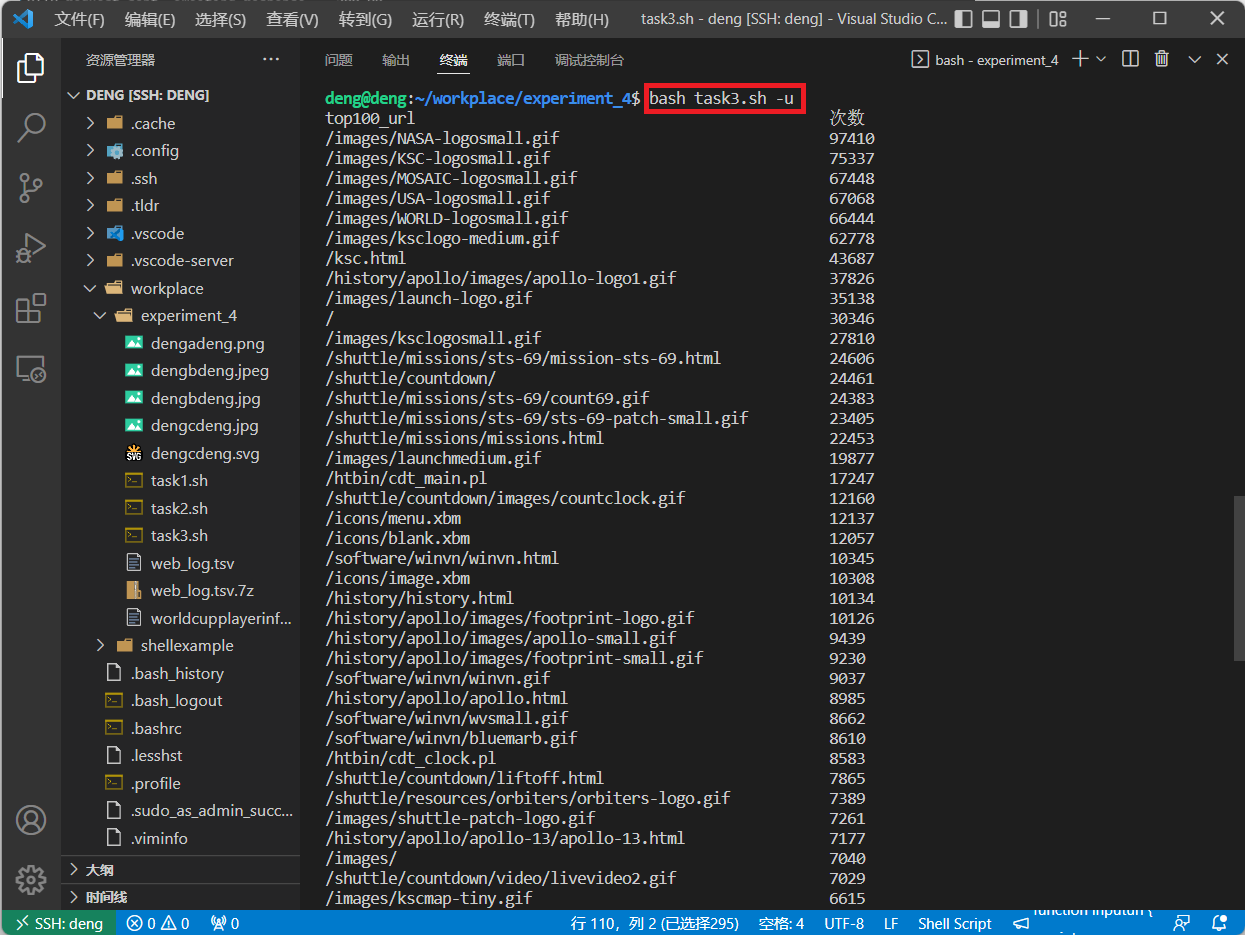 文件(F) 编辑(E) 选择(S) 查看(V) 转到(G) 运行(R) 终端(T) 帮助(H) task3.sh - deng [SSH: deng] - Visual Studio C...
资源管理器 ...
DENG [SSH: DENG]
.cache
.config
.ssh
.tldr
.vscode
.vscode-server
workplace
experiment_4
dengadeng.png
dengbdeng.jpeg
dengbdeng.jpg
dengcdeng.jpg
dengcdeng.svg
task1.sh
task2.sh
task3.sh
web_log.tsv
web_log.tsv.7z
worldcupplayerinf...
shellexample
.bash_history
.bash_logout
.bashrc
.lesshst
.profile
.sudo_as_admin_succ...
.viminfo
大纲
时间线
问题 输出 终端 端口 调试控制台 bash - experiment_4
deng@deng:~/workplace/experiment_4$ bash task3.sh -u
top100_url 次数
/images/NASA-logosmall.gif 97410
/images/KSC-logosmall.gif 75337
/images/MOSAIC-logosmall.gif 67448
/images/USA-logosmall.gif 67068
/images/WORLD-logosmall.gif 66444
/images/ksclogo-medium.gif 62778
/ksc.html 43687
/history/apollo/images/apollo-logo1.gif 37826
/images/launch-logo.gif 35138
/ 30346
/images/ksclogosmall.gif 27810
/shuttle/missions/sts-69/mission-sts-69.html 24606
/shuttle/countdown/ 24461
/shuttle/missions/sts-69/count69.gif 24383
/shuttle/missions/sts-69/sts-69-patch-small.gif 23405
/shuttle/missions/missions.html 22453
/images/launchmedium.gif 19877
/htbin/cdt_main.pl 17247
/shuttle/countdown/images/countclock.gif 12160
/icons/menu.xbm 12137
/icons/blank.xbm 12057
/software/winvn/winvn.html 10345
/icons/image.xbm 10308
/history/history.html 10134
/history/apollo/images/footprint-logo.gif 10126
/history/apollo/images/apollo-small.gif 9439
/history/apollo/images/footprint-small.gif 9230
/software/winvn/winvn.gif 9037
/history/apollo/apollo.html 8985
/software/winvn/wvsmall.gif 8662
/software/winvn/bluemarb.gif 8610
/htbin/cdt_clock.pl 8583
/shuttle/countdown/liftoff.html 7865
/shuttle/resources/orbiters/orbiters-logo.gif 7389
/images/shuttle-patch-logo.gif 7261
/history/apollo/apollo-13/apollo-13.html 7177
/images/ 7040
/shuttle/countdown/video/livevideo2.gif 7029
/images/kscmap-tiny.gif 6615
SSH: deng 0 0 0 行 110，列 2 (已选择295) 空格: 4 UTF-8 LF Shell Script